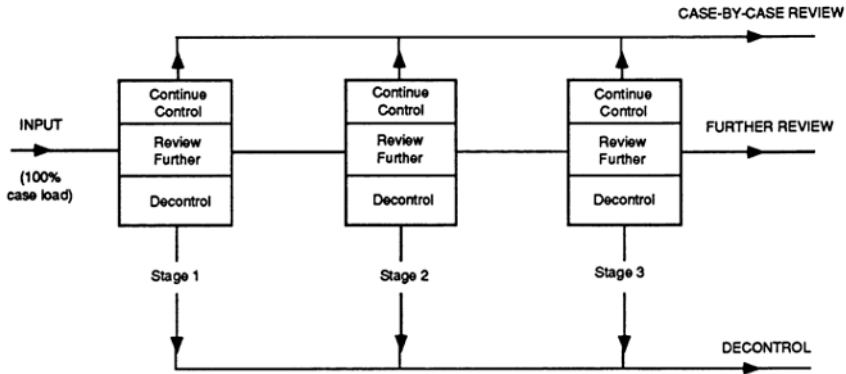 CASE-BY-CASE REVIEW
Continue
Control
Continue
Control
Continue
Control
INPUT
Review
Further
Review
Further
Review
Further
FURTHER REVIEW
(100%
case load)
Decontrol
Decontrol
Decontrol
Stage 1
Stage 2
Stage 3
DECONTROL